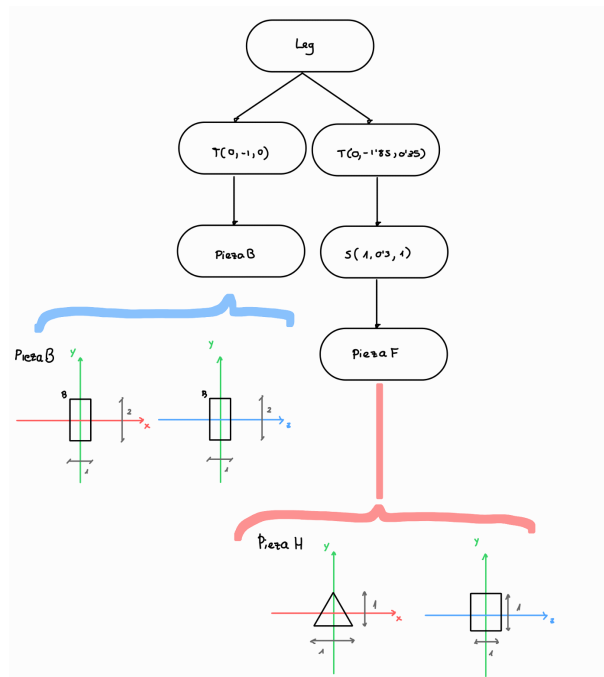 Leg
T(0,-1,0)
T(0,-1'85,0'35)
Pieza B
S(1,0'3,1)
Pieza F
Pieza B
y
B
2
x
1
y
B
2
z
1
Pieza H
y
1
x
1
y
1
z
1